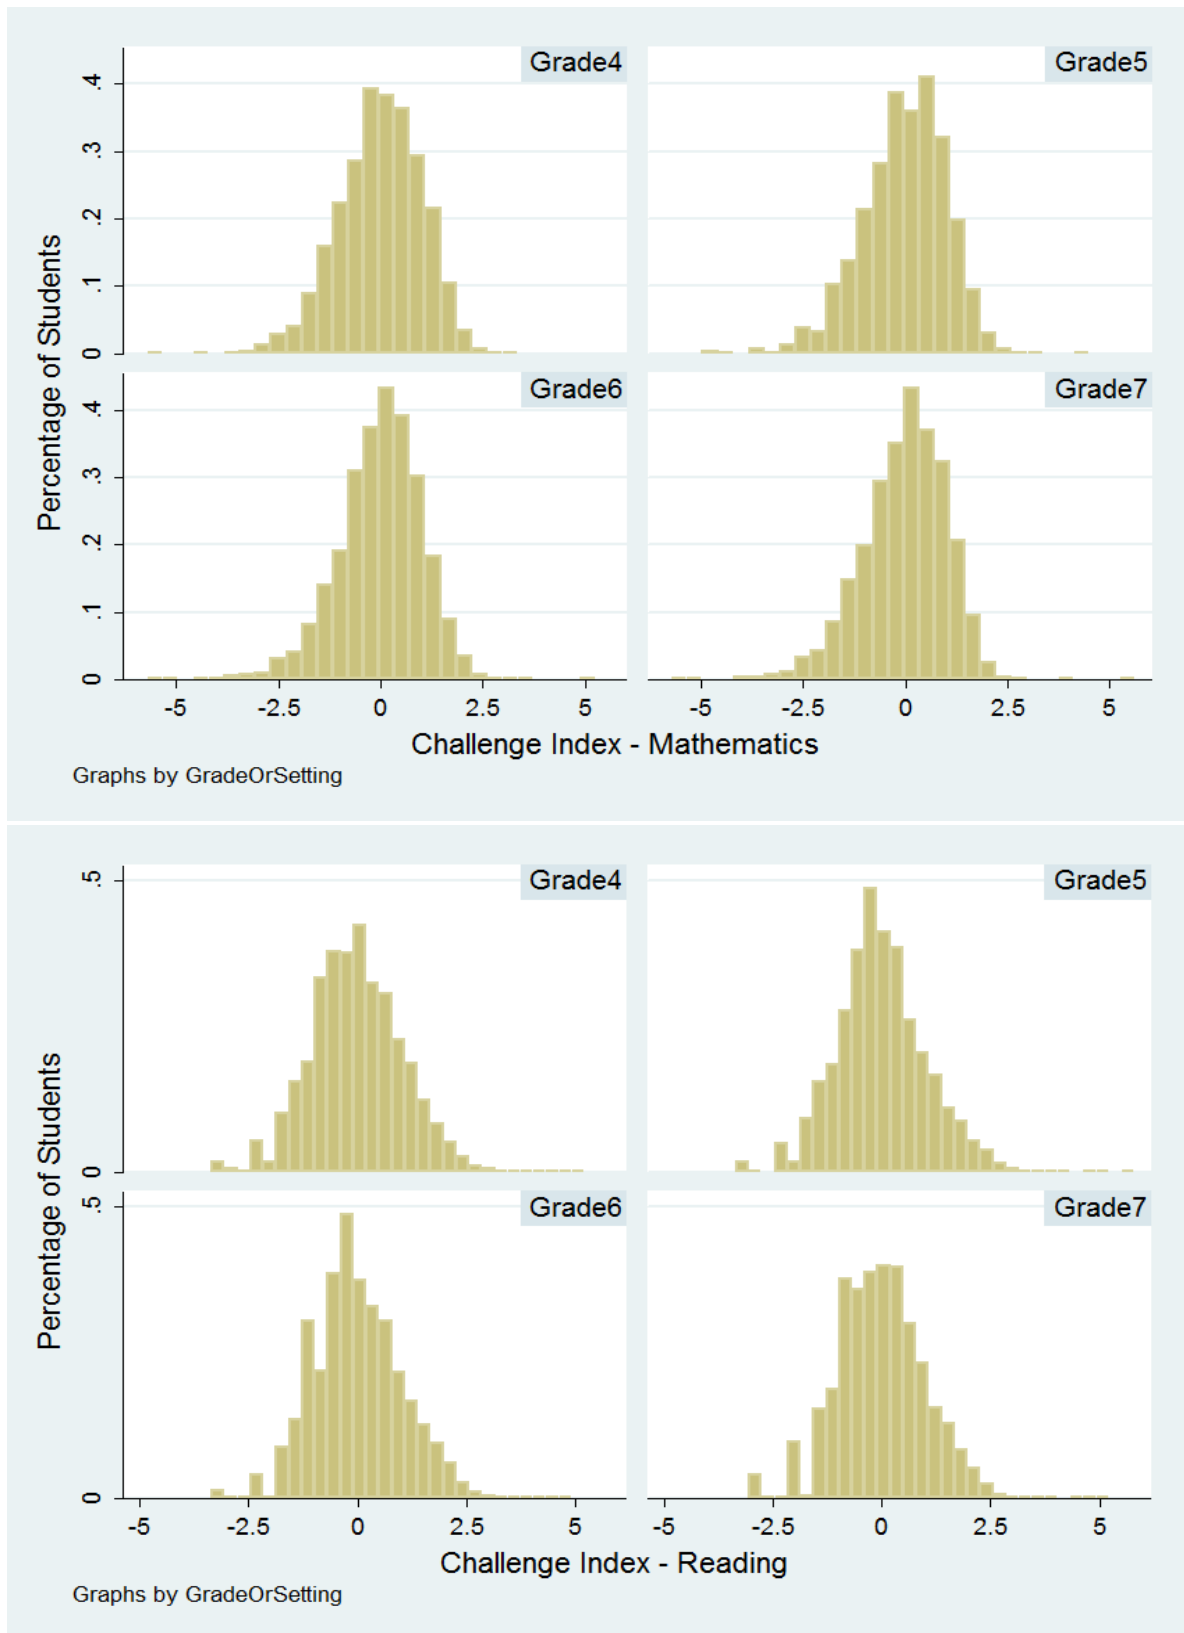 Grade4
Grade5
.4
.3
.2
.1
0
Grade6
Grade7
.4
.3
.2
.1
0
Percentage of Students
-5 -2.5 0 2.5 5 -5 -2.5 0 2.5 5
Challenge Index - Mathematics
Graphs by GradeOrSetting
Grade4
Grade5
.5
0
Grade6
Grade7
.5
0
Percentage of Students
-5 -2.5 0 2.5 5 -5 -2.5 0 2.5 5
Challenge Index - Reading
Graphs by GradeOrSetting